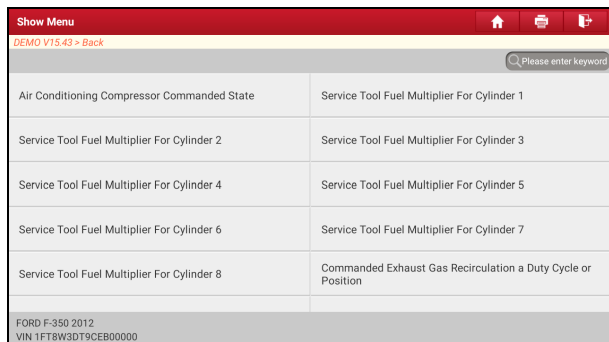 Show Menu
DEMO V15.43 > Back
Please enter keyword
Air Conditioning Compressor Commanded State
Service Tool Fuel Multiplier For Cylinder 1
Service Tool Fuel Multiplier For Cylinder 2
Service Tool Fuel Multiplier For Cylinder 3
Service Tool Fuel Multiplier For Cylinder 4
Service Tool Fuel Multiplier For Cylinder 5
Service Tool Fuel Multiplier For Cylinder 6
Service Tool Fuel Multiplier For Cylinder 7
Service Tool Fuel Multiplier For Cylinder 8
Commanded Exhaust Gas Recirculation a Duty Cycle or
Position
FORD F-350 2012
VIN 1FT8W3DT9CEB00000